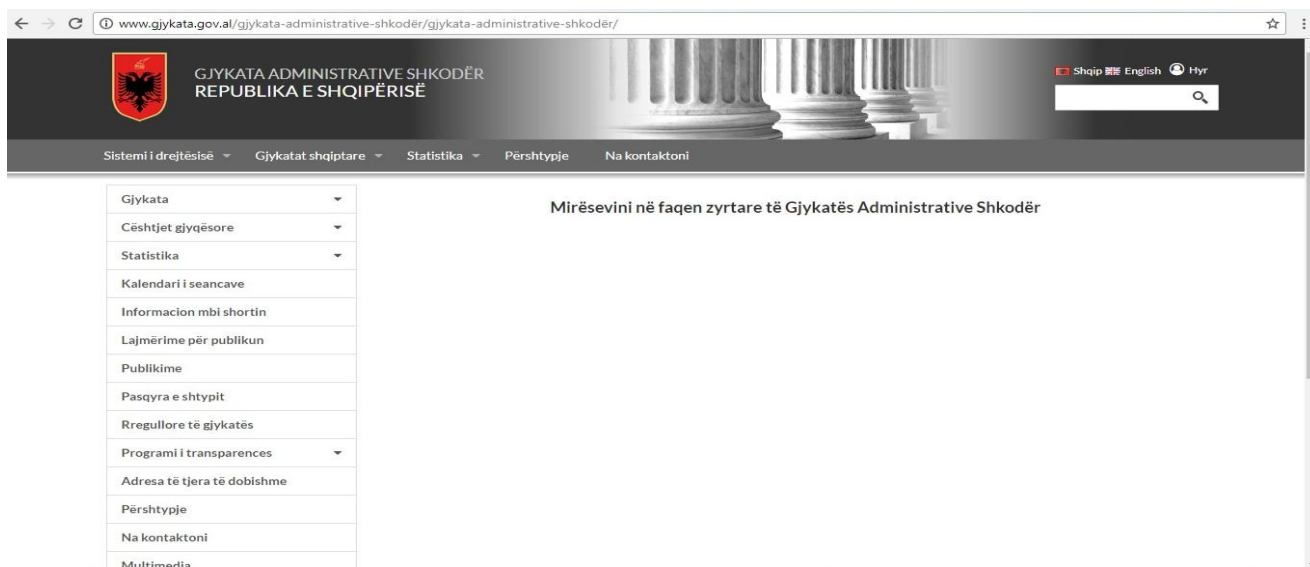 www.gjykata.gov.al/gjykata-administrative-shkodër/gjykata-administrative-shkodër/
GJYKATA ADMINISTRATIVE SHKODËR
REPUBLIKA E SHQIPËRISË
Shqip English Hyr
Sistemi i drejtësisë Gjykatat shqiptare Statistika Përshtypje Na kontaktoni
Gjykata
Cështjet gjyqësore
Statistika
Kalendari i seancave
Informacion mbi shortin
Lajmërime për publikun
Publikime
Pasqyra e shtypit
Rregullore të gjykatës
Programi i transparences
Adresa të tjera të dobishme
Përshtypje
Na kontaktoni
Multimedia
Mirësevini në faqen zyrtare të Gjykatës Administrative Shkodër